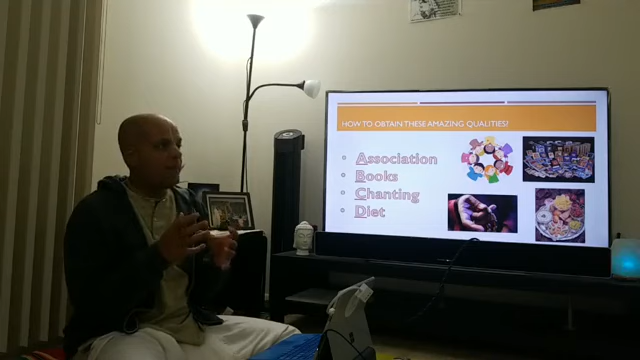 HOW TO OBTAIN THESE AMAZING QUALITIES?
Association
Books
Chanting
Diet